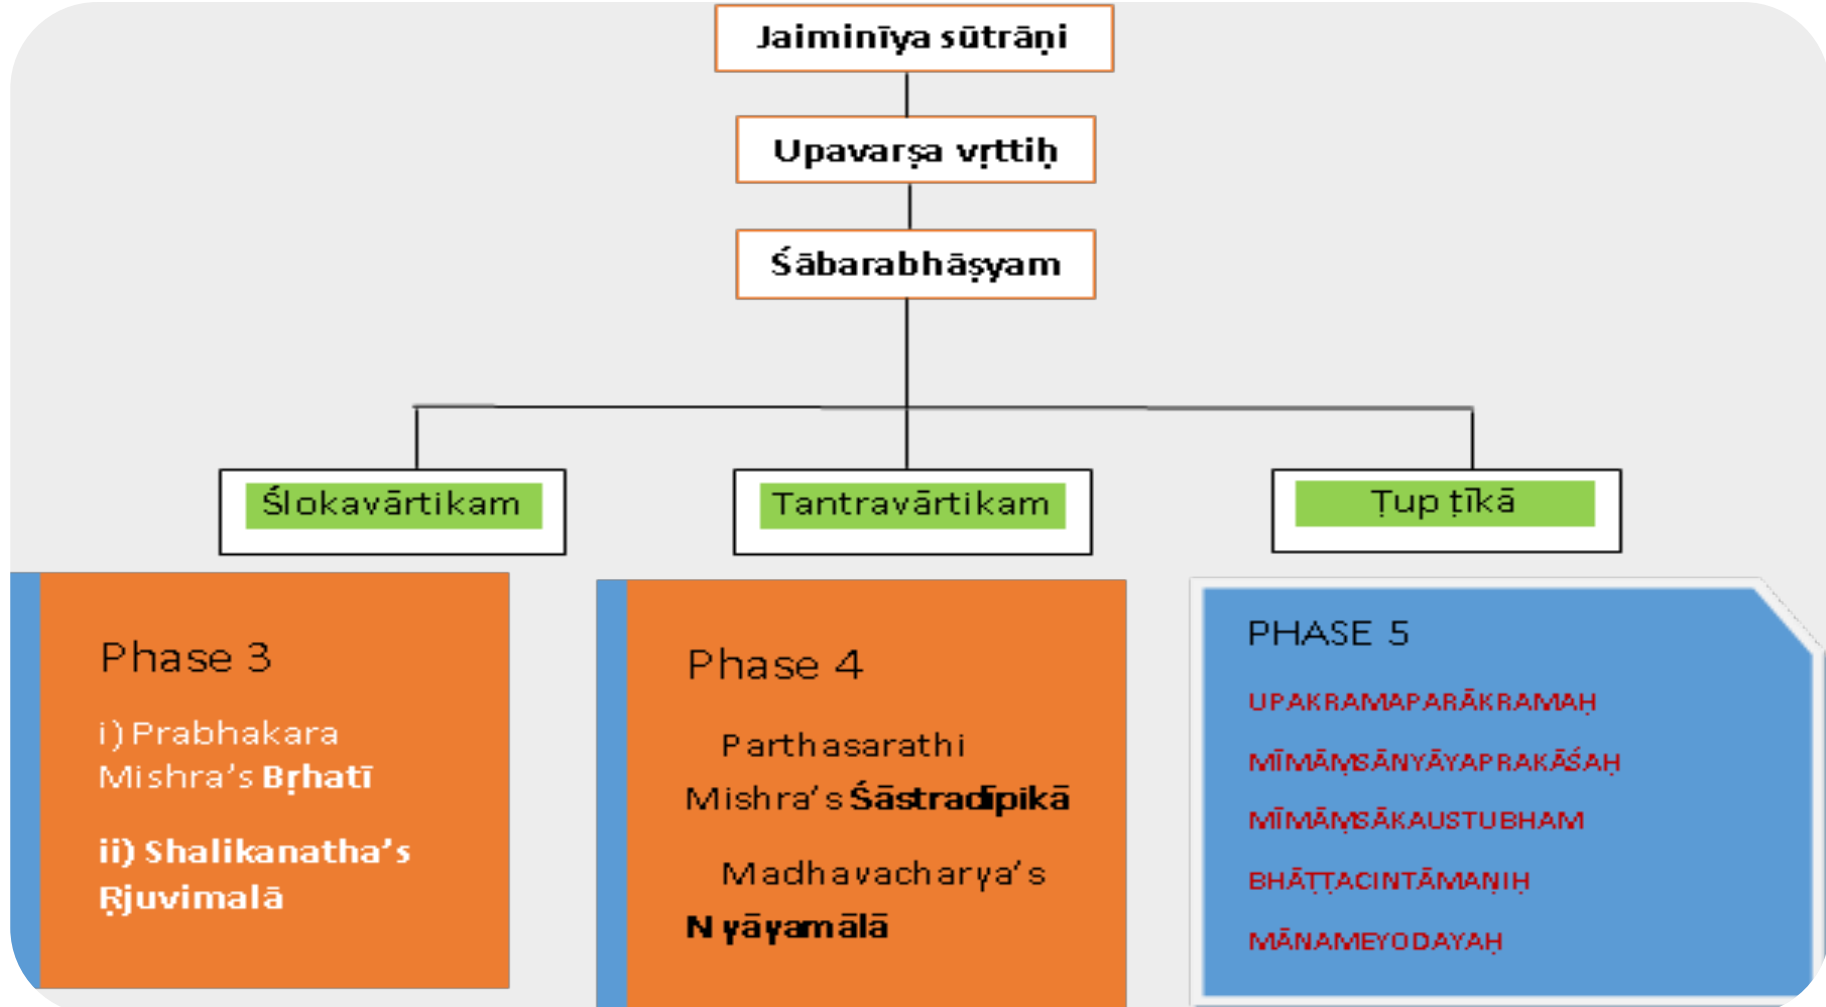 Jaiminīya sūtrāṇi
Upavarṣa vṛttiḥ
Śābarabhāṣyam
Ślokavārtikam
Tantravārtikam
Ṭup ṭīkā
Phase 3
i) Prabhakara
Mishra's Bṛhatī
ii) Shalikanatha's
Ṛjuvimalā
Phase 4
Parthasarathi
Mishra's Śāstradīpikā
Madhavacharya's
Nyāyamālā
PHASE 5
UPAKRAMAPARĀKRAMAḤ
MĪMĀṂSĀNYĀYAPRAKĀŚAḤ
MĪMĀṂSĀKAUSTUBHAM
BHĀṬṬACINTĀMAṆIḤ
MĀNAMEYODAYAḤ